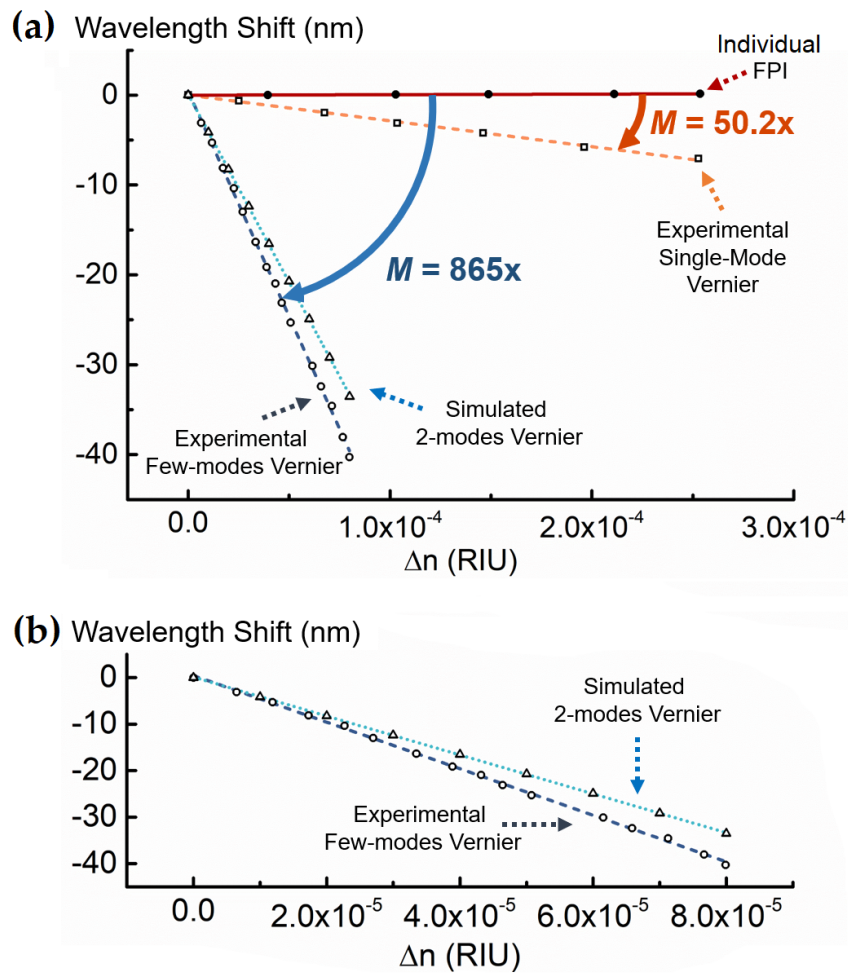 (a) Wavelength Shift (nm)
Individual
FPI
0
M = 50.2x
-10
Experimental
Single-Mode
Vernier
M = 865x
-20
-30
Simulated
2-modes Vernier
Experimental
Few-modes Vernier
-40
0.0 1.0x10⁻⁴ 2.0x10⁻⁴ 3.0x10⁻⁴
Δn (RIU)
(b) Wavelength Shift (nm)
0
Simulated
2-modes Vernier
-10
-20
Experimental
Few-modes Vernier
-30
-40
0.0 2.0x10⁻⁵ 4.0x10⁻⁵ 6.0x10⁻⁵ 8.0x10⁻⁵
Δn (RIU)